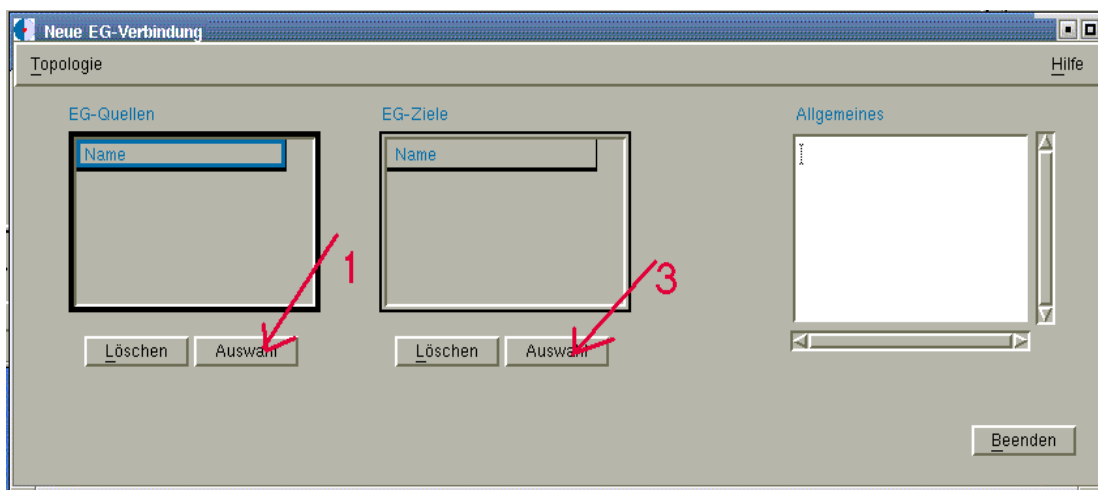 Neue EG-Verbindung
Topologie Hilfe
EG-Quellen EG-Ziele Allgemeines
Name Name
1 3
Löschen Auswahl Löschen Auswahl
Beenden